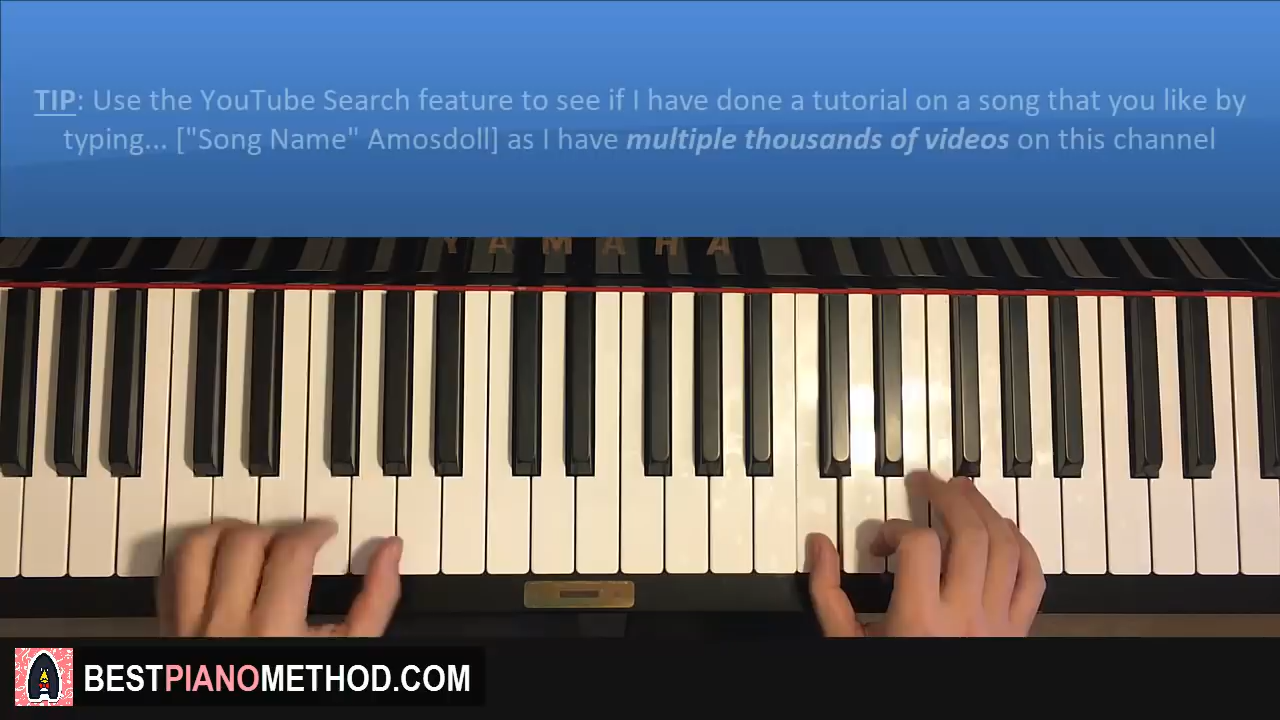 TIP: Use the YouTube Search feature to see if I have done a tutorial on a song that you like by
typing... ["Song Name" Amosdoll] as I have multiple thousands of videos on this channel
YAMAHA
BESTPIANOMETHOD.COM